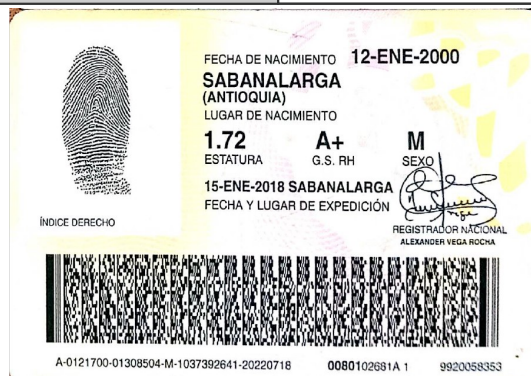 FECHA DE NACIMIENTO 12-ENE-2000
SABANALARGA
(ANTIOQUIA)
LUGAR DE NACIMIENTO
1.72 A+ M
ESTATURA G.S. RH SEXO
15-ENE-2018 SABANALARGA
FECHA Y LUGAR DE EXPEDICIÓN
REGISTRADOR NACIONAL
ALEXANDER VEGA ROCHA
ÍNDICE DERECHO
A-0121700-01308504-M-1037392641-20220718 0080102681A 1 9920058353